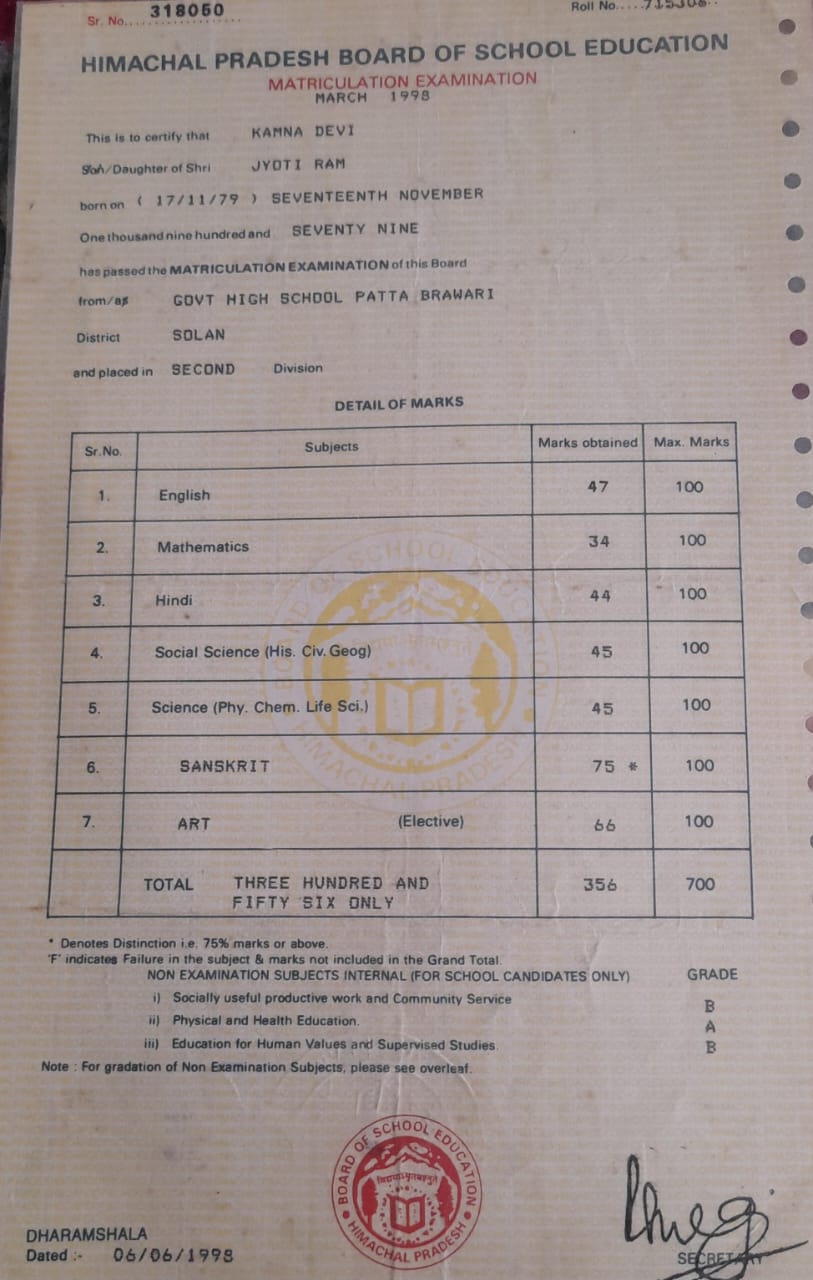 Sr. No.....318050
Roll No.....715308..
HIMACHAL PRADESH BOARD OF SCHOOL EDUCATION
MATRICULATION EXAMINATION
MARCH 1998
This is to certify that KAMNA DEVI
Son/Daughter of Shri JYOTI RAM
born on ( 17/11/79 ) SEVENTEENTH NOVEMBER
One thousand nine hundred and SEVENTY NINE
has passed the MATRICULATION EXAMINATION of this Board
from/as GOVT HIGH SCHOOL PATTA BRAWARI
District SOLAN
and placed in SECOND Division
DETAIL OF MARKS
Sr.No. Subjects Marks obtained Max. Marks
1. English 47 100
2. Mathematics 34 100
3. Hindi 44 100
4. Social Science (His. Civ. Geog) 45 100
5. Science (Phy. Chem. Life Sci.) 45 100
6. SANSKRIT 75 * 100
7. ART (Elective) 66 100
TOTAL THREE HUNDRED AND 356 700
FIFTY SIX ONLY
BOARD OF SCHOOL EDUCATION
HIMACHAL PRADESH
* Denotes Distinction i.e. 75% marks or above.
'F' indicates Failure in the subject & marks not included in the Grand Total.
NON EXAMINATION SUBJECTS INTERNAL (FOR SCHOOL CANDIDATES ONLY) GRADE
i) Socially useful productive work and Community Service B
ii) Physical and Health Education. A
iii) Education for Human Values and Supervised Studies. B
Note : For gradation of Non Examination Subjects, please see overleaf.
BOARD OF SCHOOL EDUCATION
HIMACHAL PRADESH
DHARAMSHALA
Dated :- 06/06/1998
SECRETARY